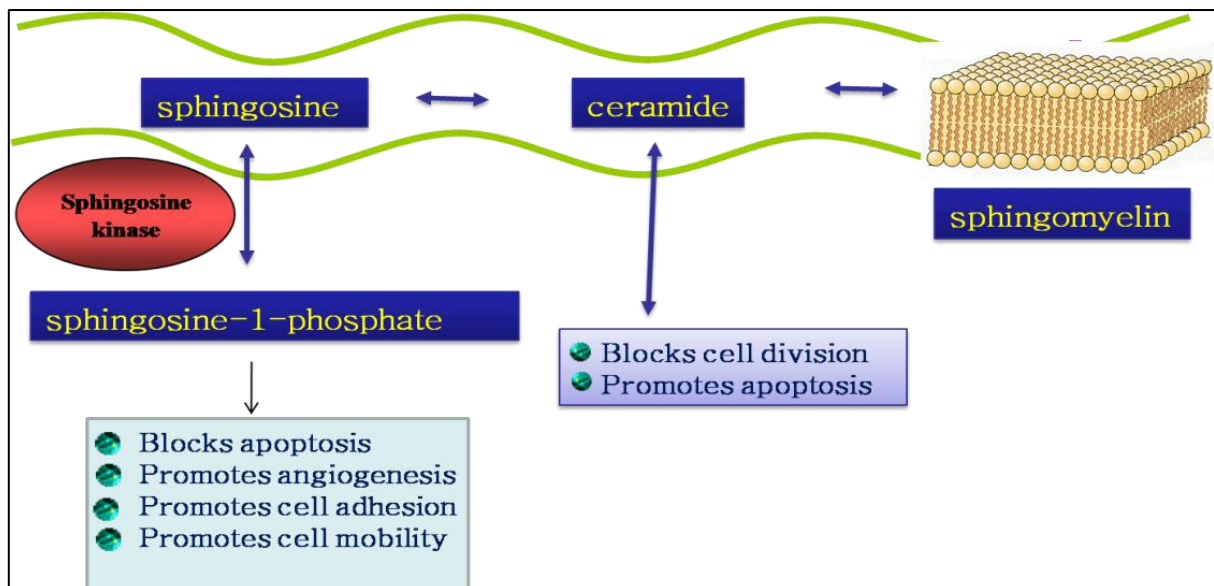 sphingosine
ceramide
Sphingosine
kinase
sphingomyelin
sphingosine-1-phosphate
Blocks cell division
Promotes apoptosis
Blocks apoptosis
Promotes angiogenesis
Promotes cell adhesion
Promotes cell mobility